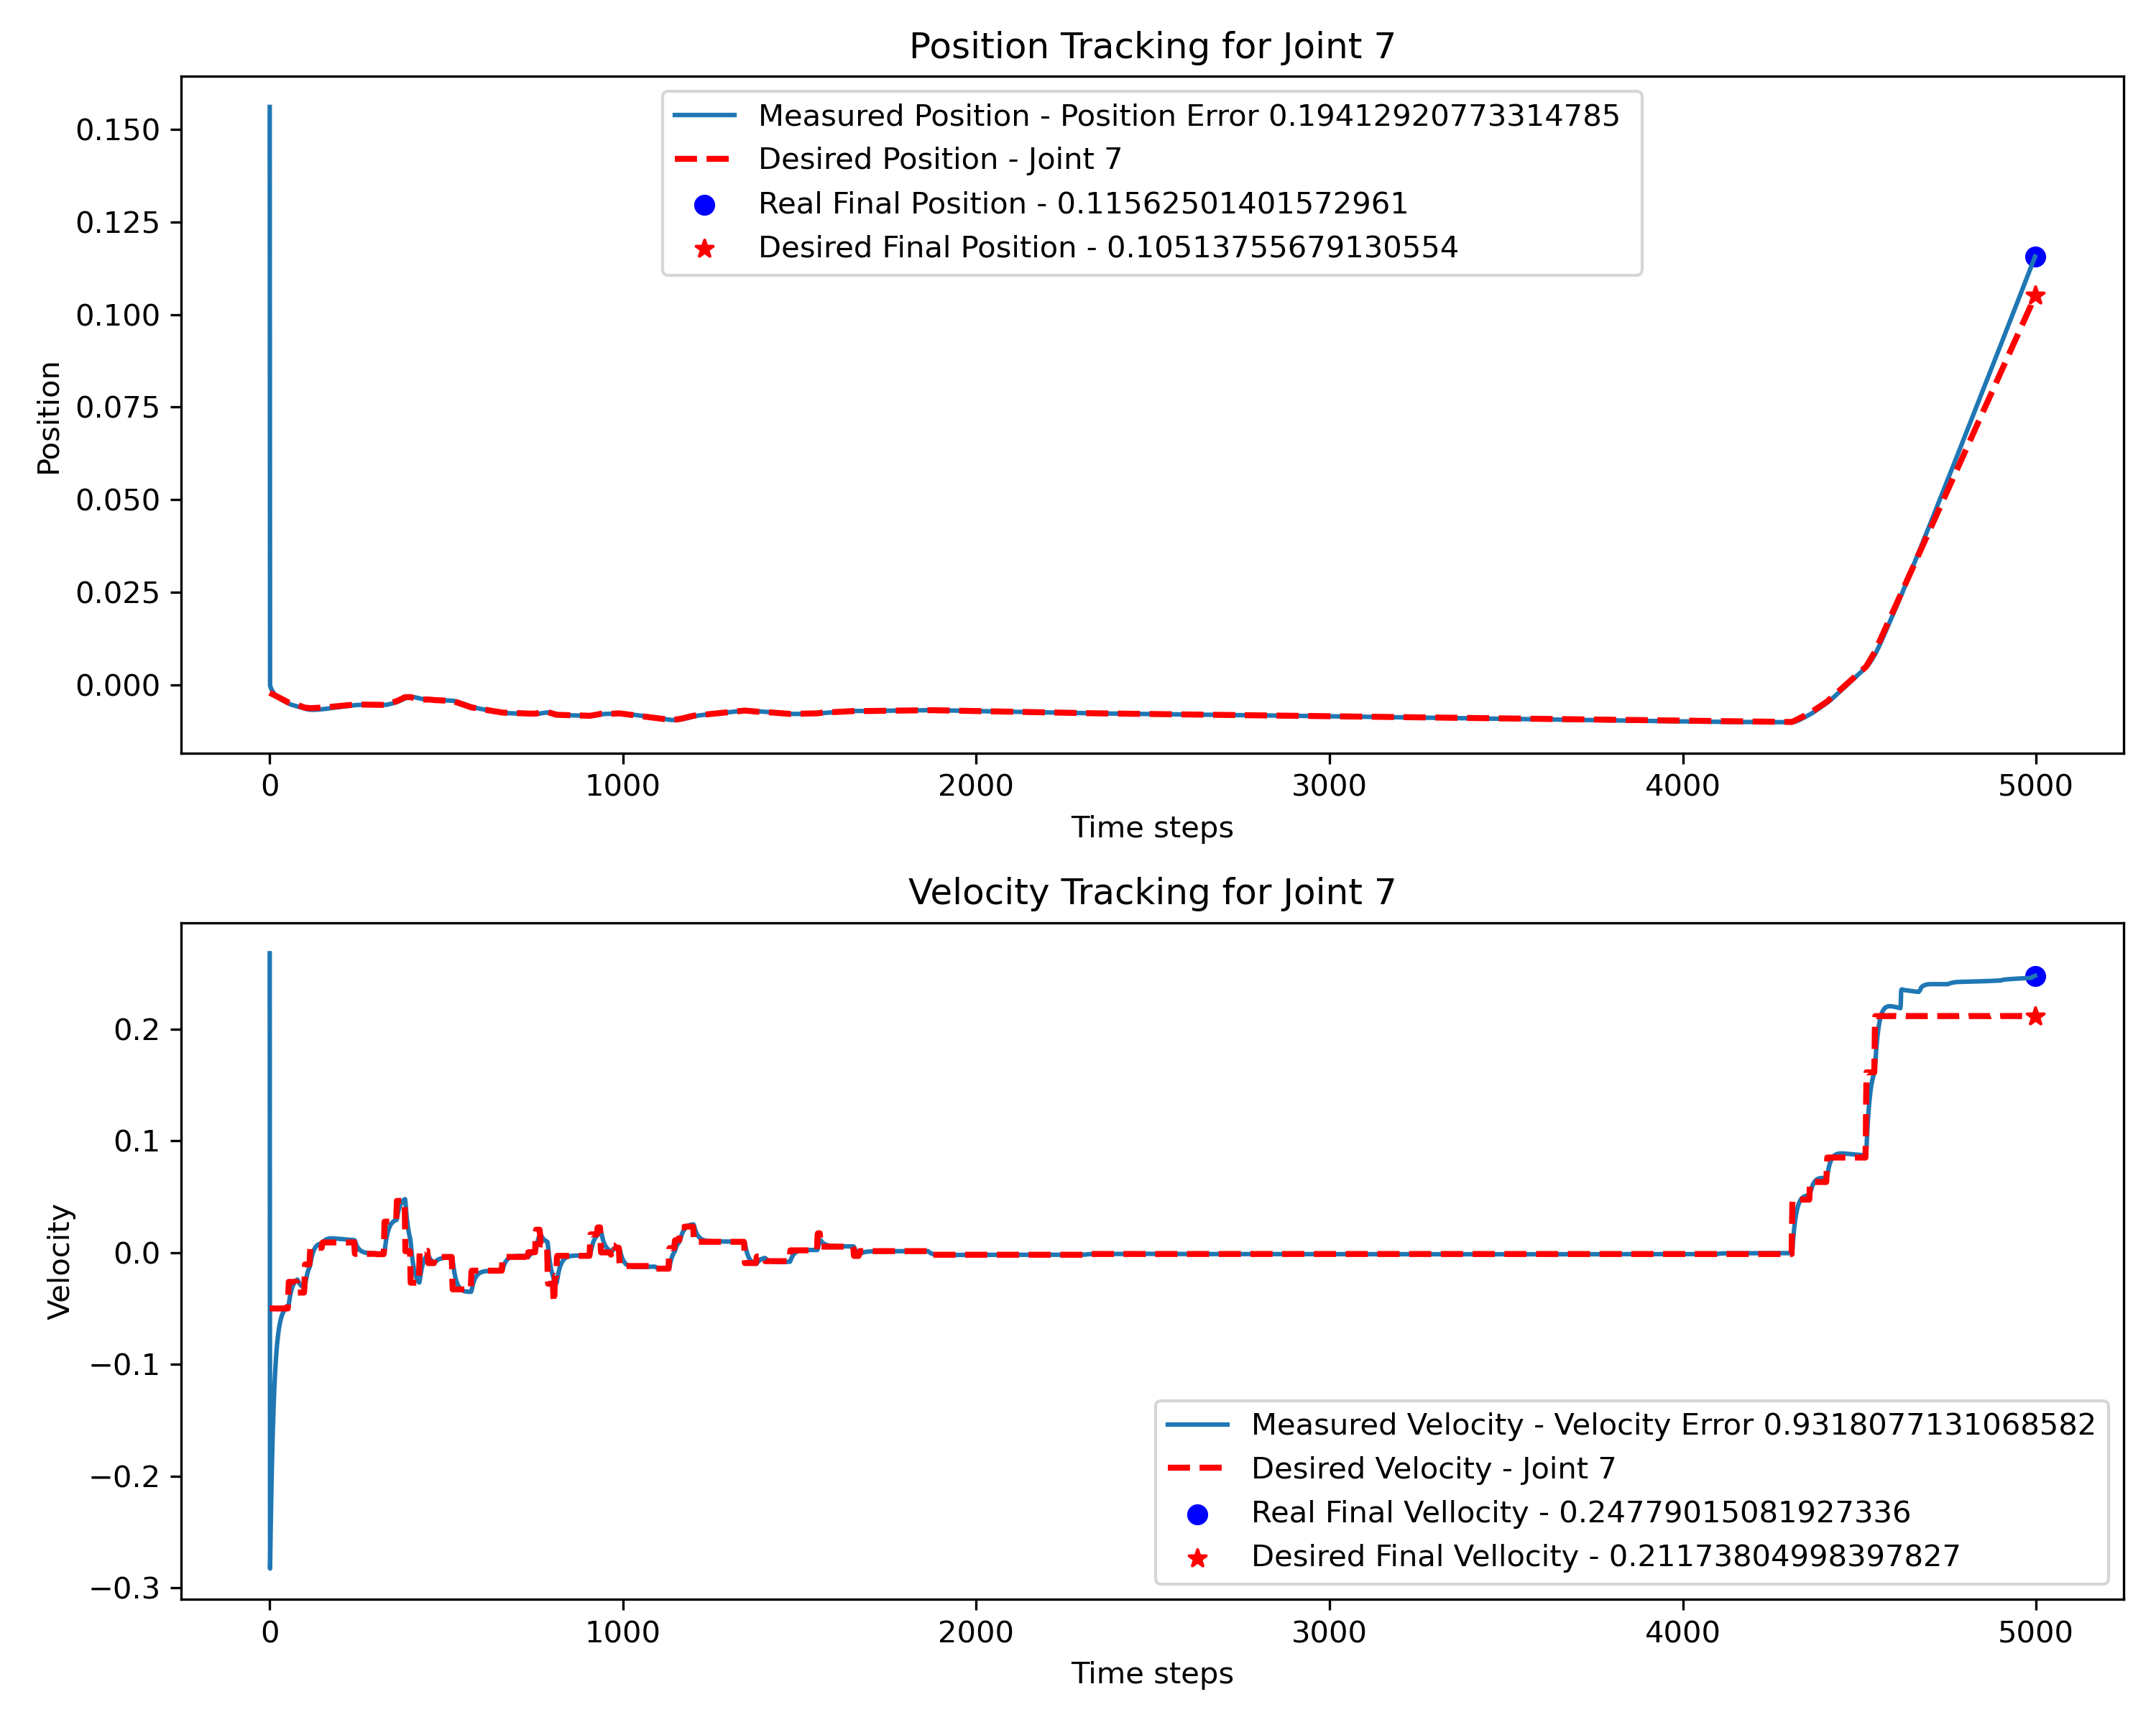 Position Tracking for Joint 7
Measured Position - Position Error 0.19412920773314785
Desired Position - Joint 7
Real Final Position - 0.11562501401572961
Desired Final Position - 0.10513755679130554
0.150
0.125
0.100
0.075
0.050
0.025
0.000
Position
0 1000 2000 3000 4000 5000
Time steps
Velocity Tracking for Joint 7
0.2
0.1
0.0
−0.1
−0.2
−0.3
Velocity
Measured Velocity - Velocity Error 0.9318077131068582
Desired Velocity - Joint 7
Real Final Vellocity - 0.24779015081927336
Desired Final Vellocity - 0.21173804998397827
0 1000 2000 3000 4000 5000
Time steps